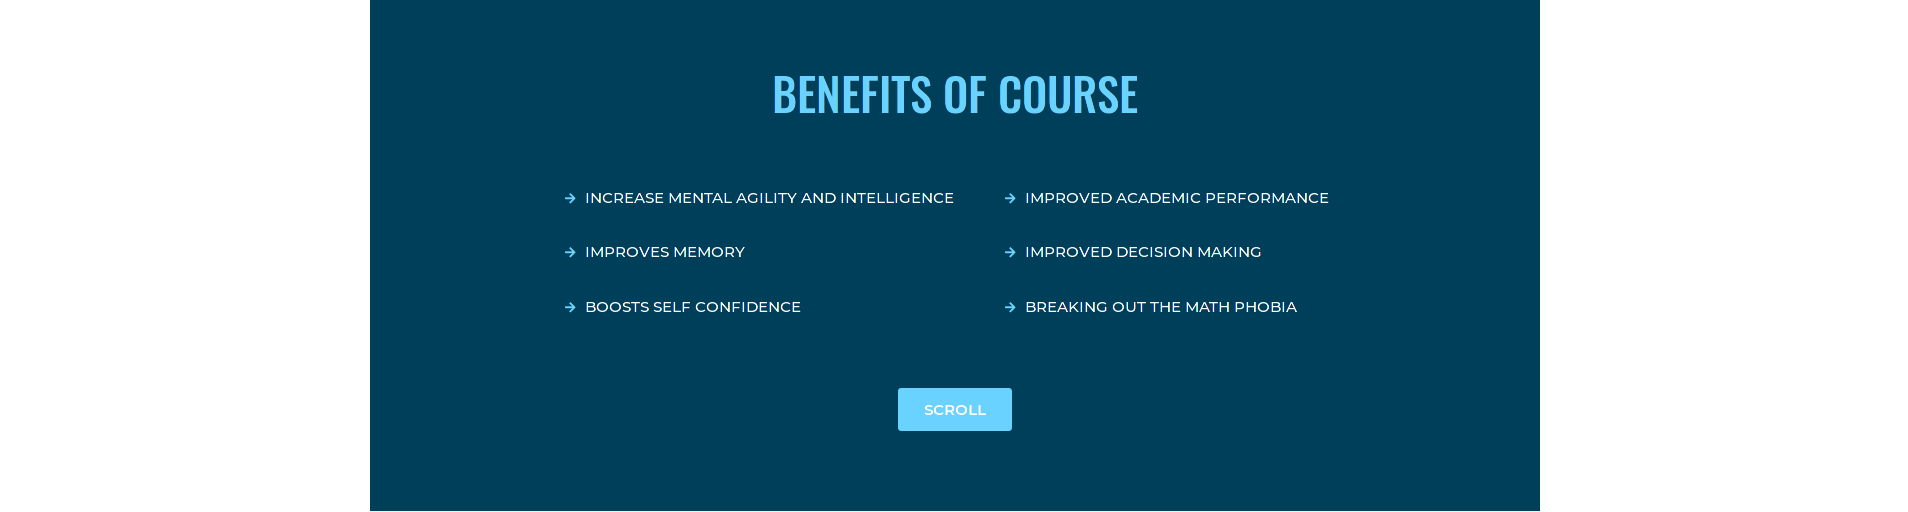 BENEFITS OF COURSE
INCREASE MENTAL AGILITY AND INTELLIGENCE
IMPROVES MEMORY
BOOSTS SELF CONFIDENCE
IMPROVED ACADEMIC PERFORMANCE
IMPROVED DECISION MAKING
BREAKING OUT THE MATH PHOBIA
SCROLL